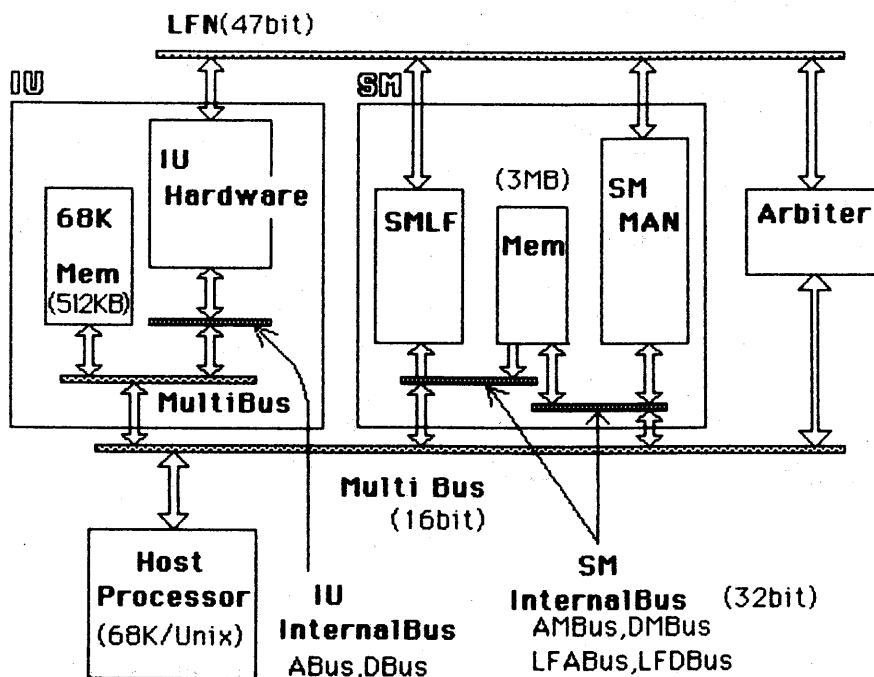 LFN(47bit)
IU
SM
IU
Hardware
68K
Mem
(512KB)
MultiBus
SMLF
(3MB)
Mem
SM
MAN
Arbiter
Multi Bus
(16bit)
Host
Processor
(68K/Unix)
IU
InternalBus
ABus,DBus
SM
InternalBus (32bit)
AMBus,DMBus
LFABus,LFDBus